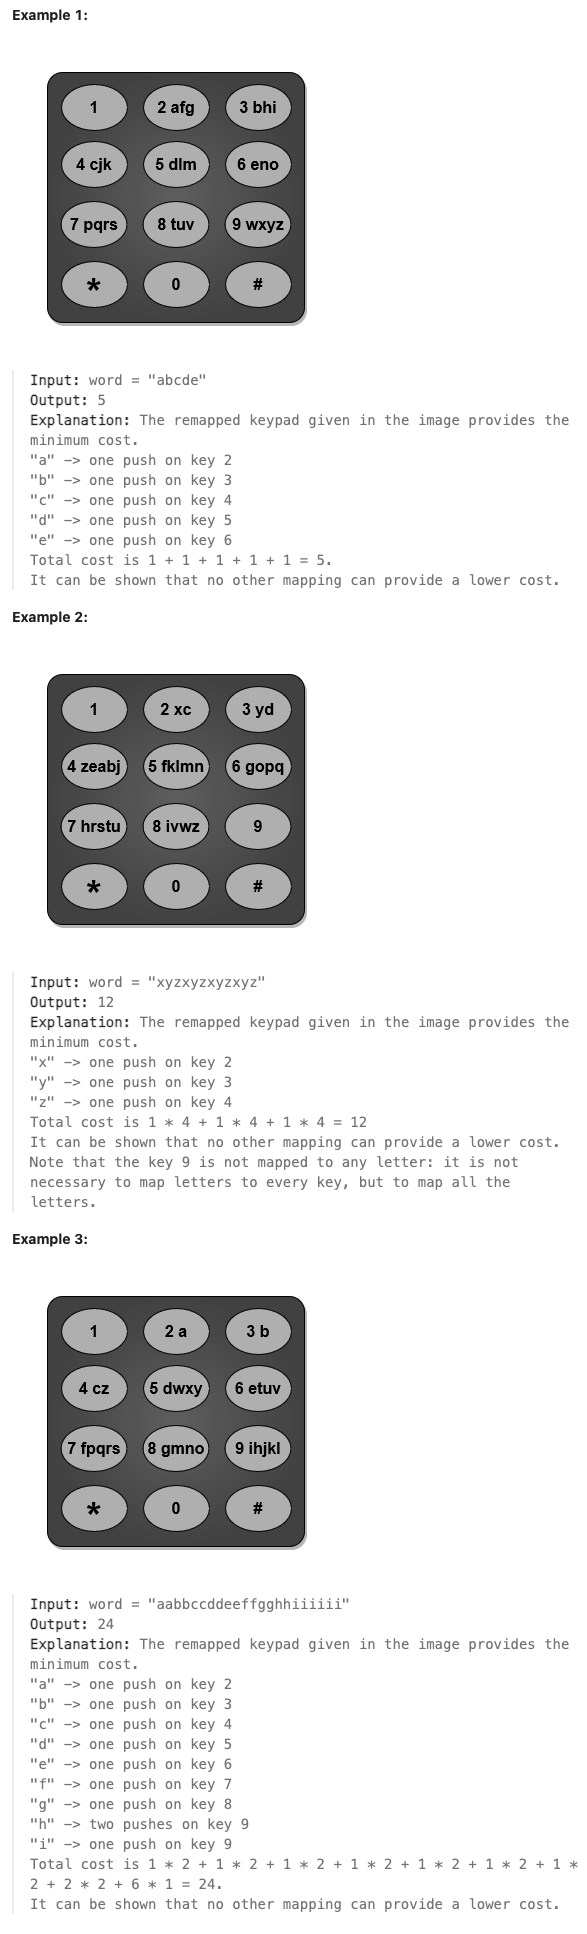 Example 1:
1 2 afg 3 bhi
4 cjk 5 dlm 6 eno
7 pqrs 8 tuv 9 wxyz
* 0 #
Input: word = "abcde"
Output: 5
Explanation: The remapped keypad given in the image provides the
minimum cost.
"a" -> one push on key 2
"b" -> one push on key 3
"c" -> one push on key 4
"d" -> one push on key 5
"e" -> one push on key 6
Total cost is 1 + 1 + 1 + 1 + 1 = 5.
It can be shown that no other mapping can provide a lower cost.
Example 2:
1 2 xc 3 yd
4 zeabj 5 fklmn 6 gopq
7 hrstu 8 ivwz 9
* 0 #
Input: word = "xyzxyzxyzxyz"
Output: 12
Explanation: The remapped keypad given in the image provides the
minimum cost.
"x" -> one push on key 2
"y" -> one push on key 3
"z" -> one push on key 4
Total cost is 1 * 4 + 1 * 4 + 1 * 4 = 12
It can be shown that no other mapping can provide a lower cost.
Note that the key 9 is not mapped to any letter: it is not
necessary to map letters to every key, but to map all the
letters.
Example 3:
1 2 a 3 b
4 cz 5 dwxy 6 etuv
7 fpqrs 8 gmno 9 ihjkl
* 0 #
Input: word = "aabbccddeeffgghhiiiiii"
Output: 24
Explanation: The remapped keypad given in the image provides the
minimum cost.
"a" -> one push on key 2
"b" -> one push on key 3
"c" -> one push on key 4
"d" -> one push on key 5
"e" -> one push on key 6
"f" -> one push on key 7
"g" -> one push on key 8
"h" -> two pushes on key 9
"i" -> one push on key 9
Total cost is 1 * 2 + 1 * 2 + 1 * 2 + 1 * 2 + 1 * 2 + 1 * 2 + 1 *
2 + 2 * 2 + 6 * 1 = 24.
It can be shown that no other mapping can provide a lower cost.